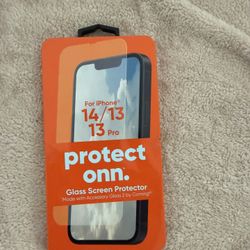 For iPhone®
14/13
13 Pro
protect
onn.
Glass Screen Protector
"Made with Accessory Glass 2 by Corning®"